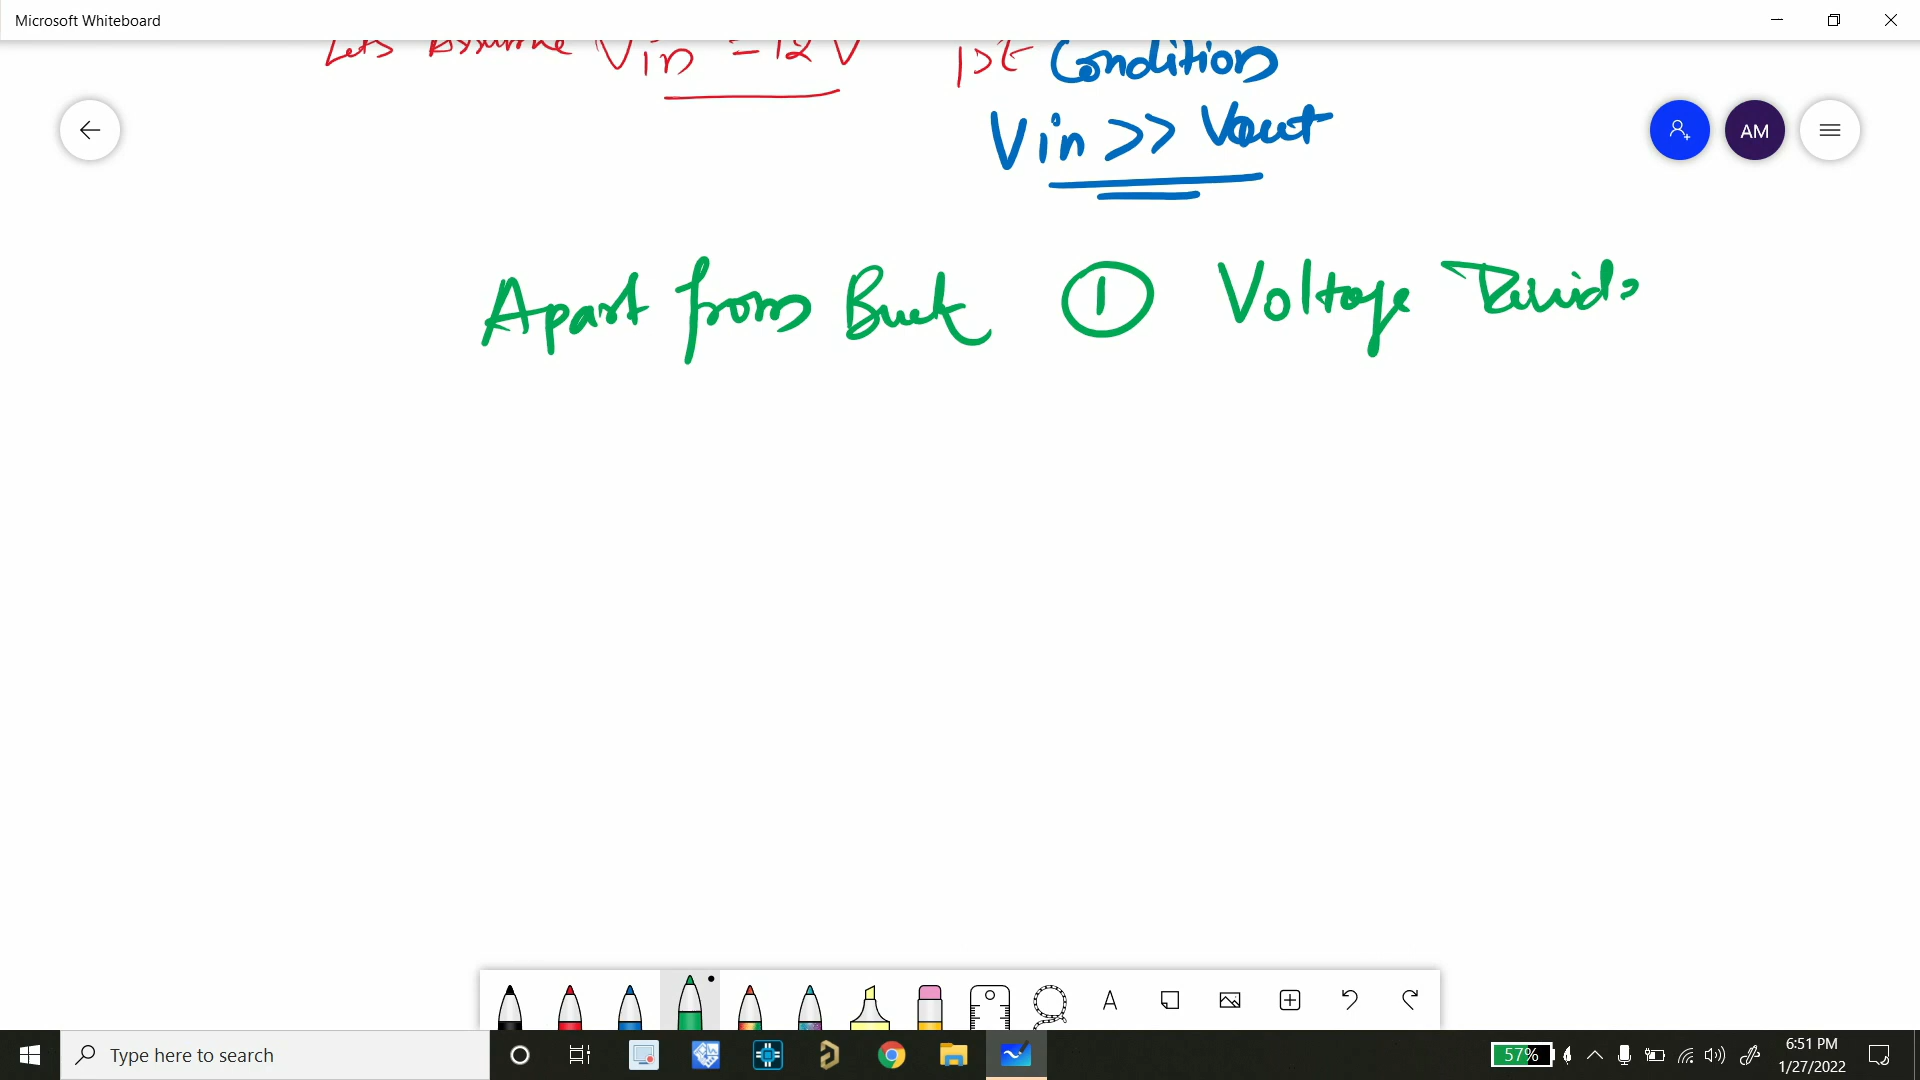 Microsoft Whiteboard
Lets Assume Vin = 12 V
1st Condition
Vin >> Vout
AM
Apart from Buck ① Voltage
A
Type here to search
57%
6:51 PM
1/27/2022